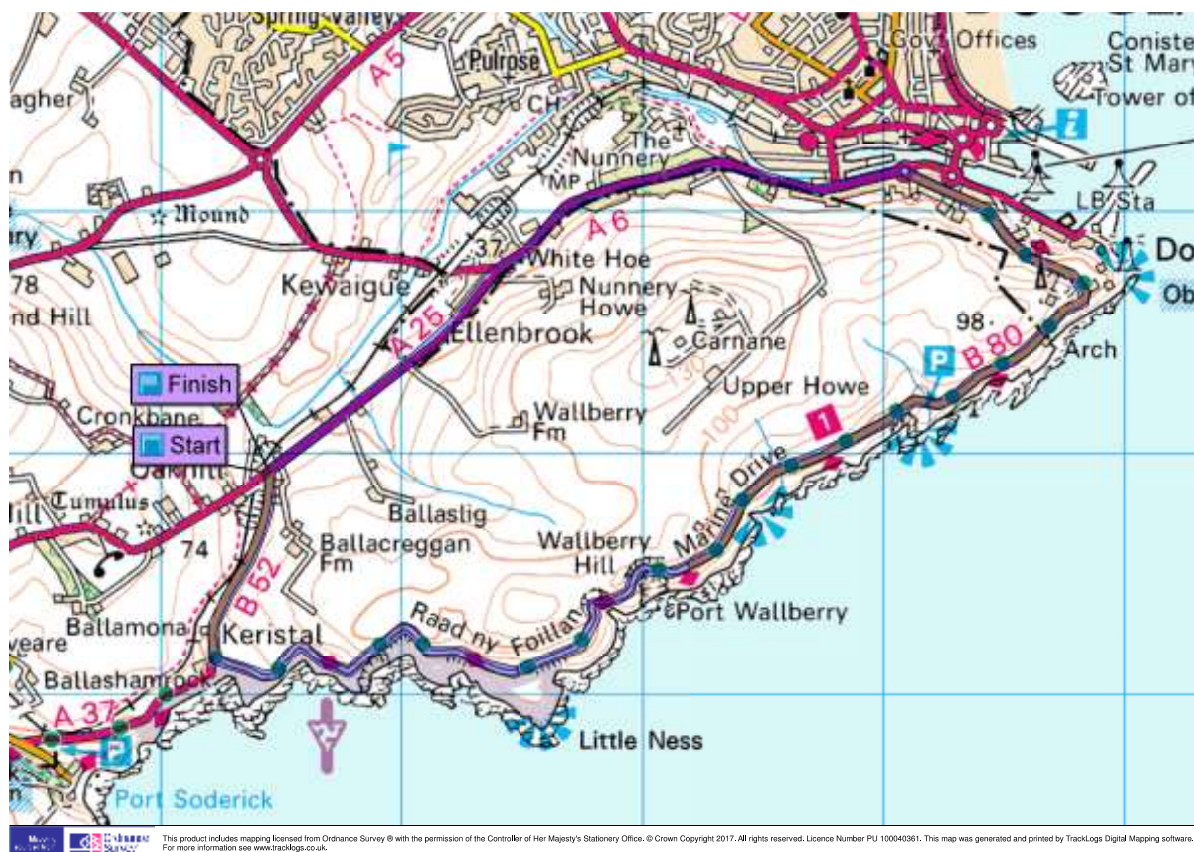 Spring Valley
A 5
Pulrose
Govt Offices
Coniste
St Mary
Tower of
agher
CH
The
Nunnery
MP
i
n
Mound
A 6
LB Sta
ry
37
White Hoe
Do
78
Kewaigue
Nunnery
Howe
Ob
nd Hill
A 25
Ellenbrook
98
Carnane
B 80
Arch
130
P
Finish
Upper Howe
Cronkbane
Wallberry
Fm
100
1
Start
Oakhill
Marine Drive
Tumulus
Ballaslig
ill
74
Ballacreggan
Fm
Wallberry
Hill
B 52
Port Wallberry
Raad ny Foillan
Ballamona
Keristal
veare
Ballashamrock
A 37
P
Little Ness
Port Soderick
Ordnance
Survey
This product includes mapping licensed from Ordnance Survey ® with the permission of the Controller of Her Majesty's Stationery Office. © Crown Copyright 2017. All rights reserved. Licence Number PU 100040361. This map was generated and printed by TrackLogs Digital Mapping software.
For more information see www.tracklogs.co.uk.